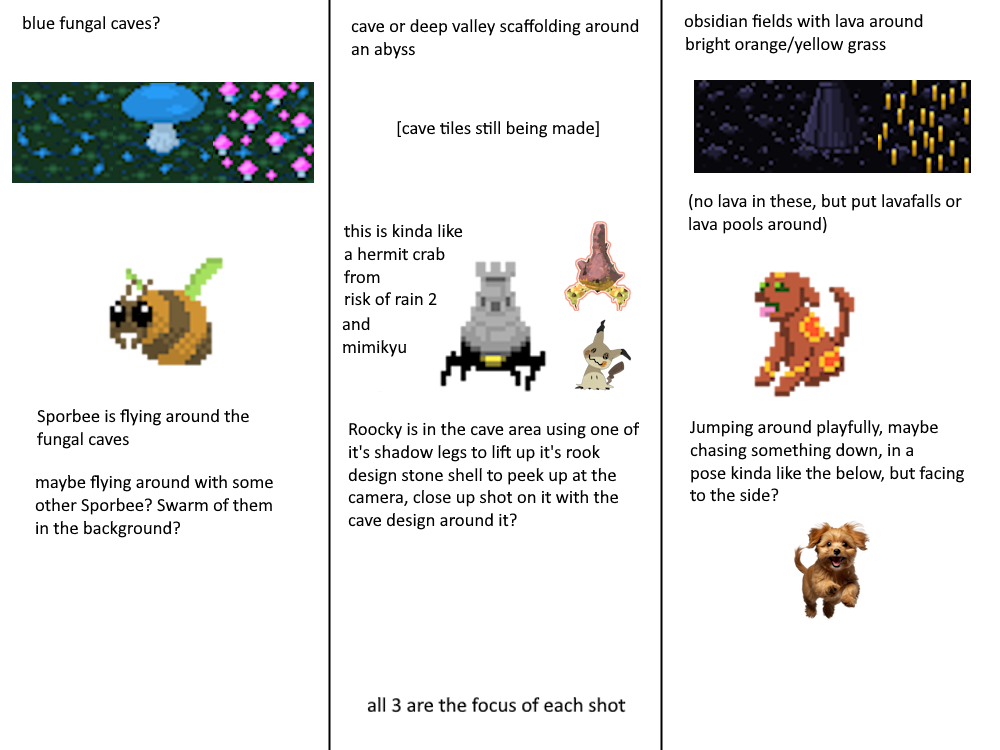 blue fungal caves?
Sporbee is flying around the
fungal caves
maybe flying around with some
other Sporbee? Swarm of them
in the background?
cave or deep valley scaffolding around
an abyss
[cave tiles still being made]
this is kinda like
a hermit crab
from
risk of rain 2
and
mimikyu
Roocky is in the cave area using one of
it's shadow legs to lift up it's rook
design stone shell to peek up at the
camera, close up shot on it with the
cave design around it?
all 3 are the focus of each shot
obsidian fields with lava around
bright orange/yellow grass
(no lava in these, but put lavafalls or
lava pools around)
Jumping around playfully, maybe
chasing something down, in a
pose kinda like the below, but facing
to the side?